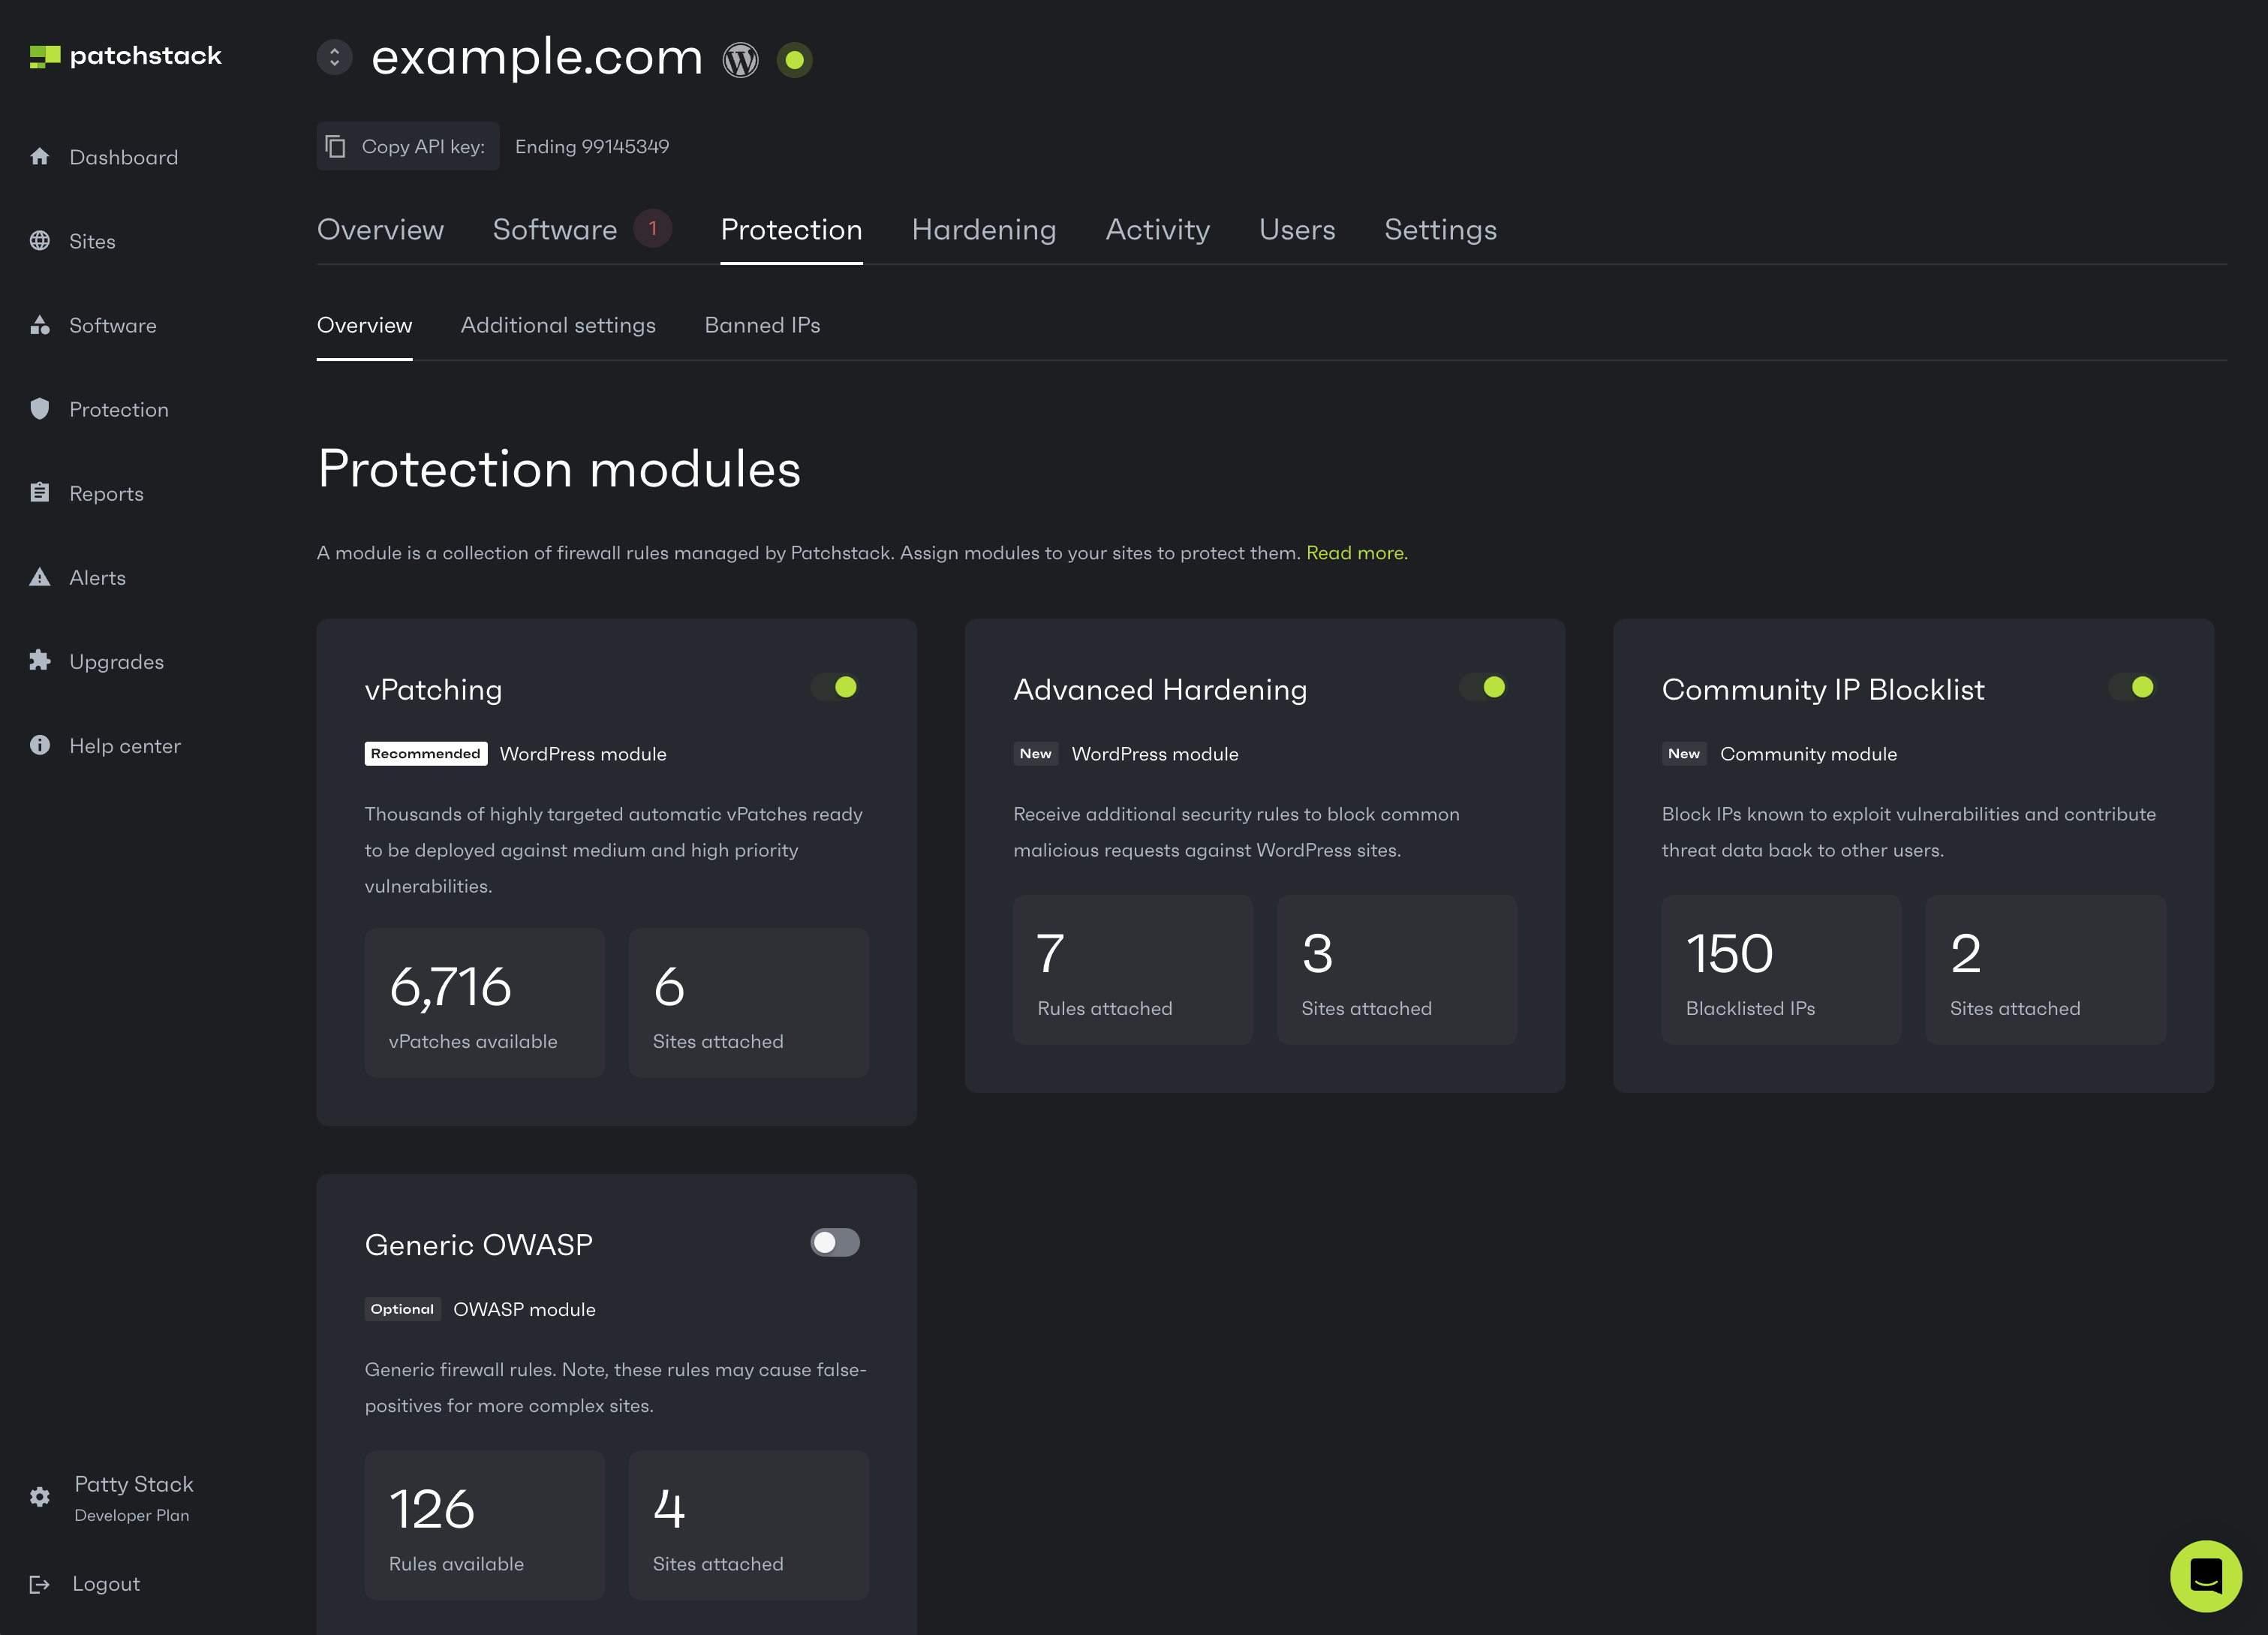 patchstack
example.com
Copy API key: Ending 99145349
Overview Software 1 Protection Hardening Activity Users Settings
Overview Additional settings Banned IPs
Dashboard
Sites
Software
Protection
Reports
Alerts
Upgrades
Help center
Protection modules
A module is a collection of firewall rules managed by Patchstack. Assign modules to your sites to protect them. Read more.
vPatching
Recommended WordPress module
Thousands of highly targeted automatic vPatches ready
to be deployed against medium and high priority
vulnerabilities.
6,716
vPatches available
6
Sites attached
Advanced Hardening
New WordPress module
Receive additional security rules to block common
malicious requests against WordPress sites.
7
Rules attached
3
Sites attached
Community IP Blocklist
New Community module
Block IPs known to exploit vulnerabilities and contribute
threat data back to other users.
150
Blacklisted IPs
2
Sites attached
Generic OWASP
Optional OWASP module
Generic firewall rules. Note, these rules may cause false-
positives for more complex sites.
126
Rules available
4
Sites attached
Patty Stack
Developer Plan
Logout